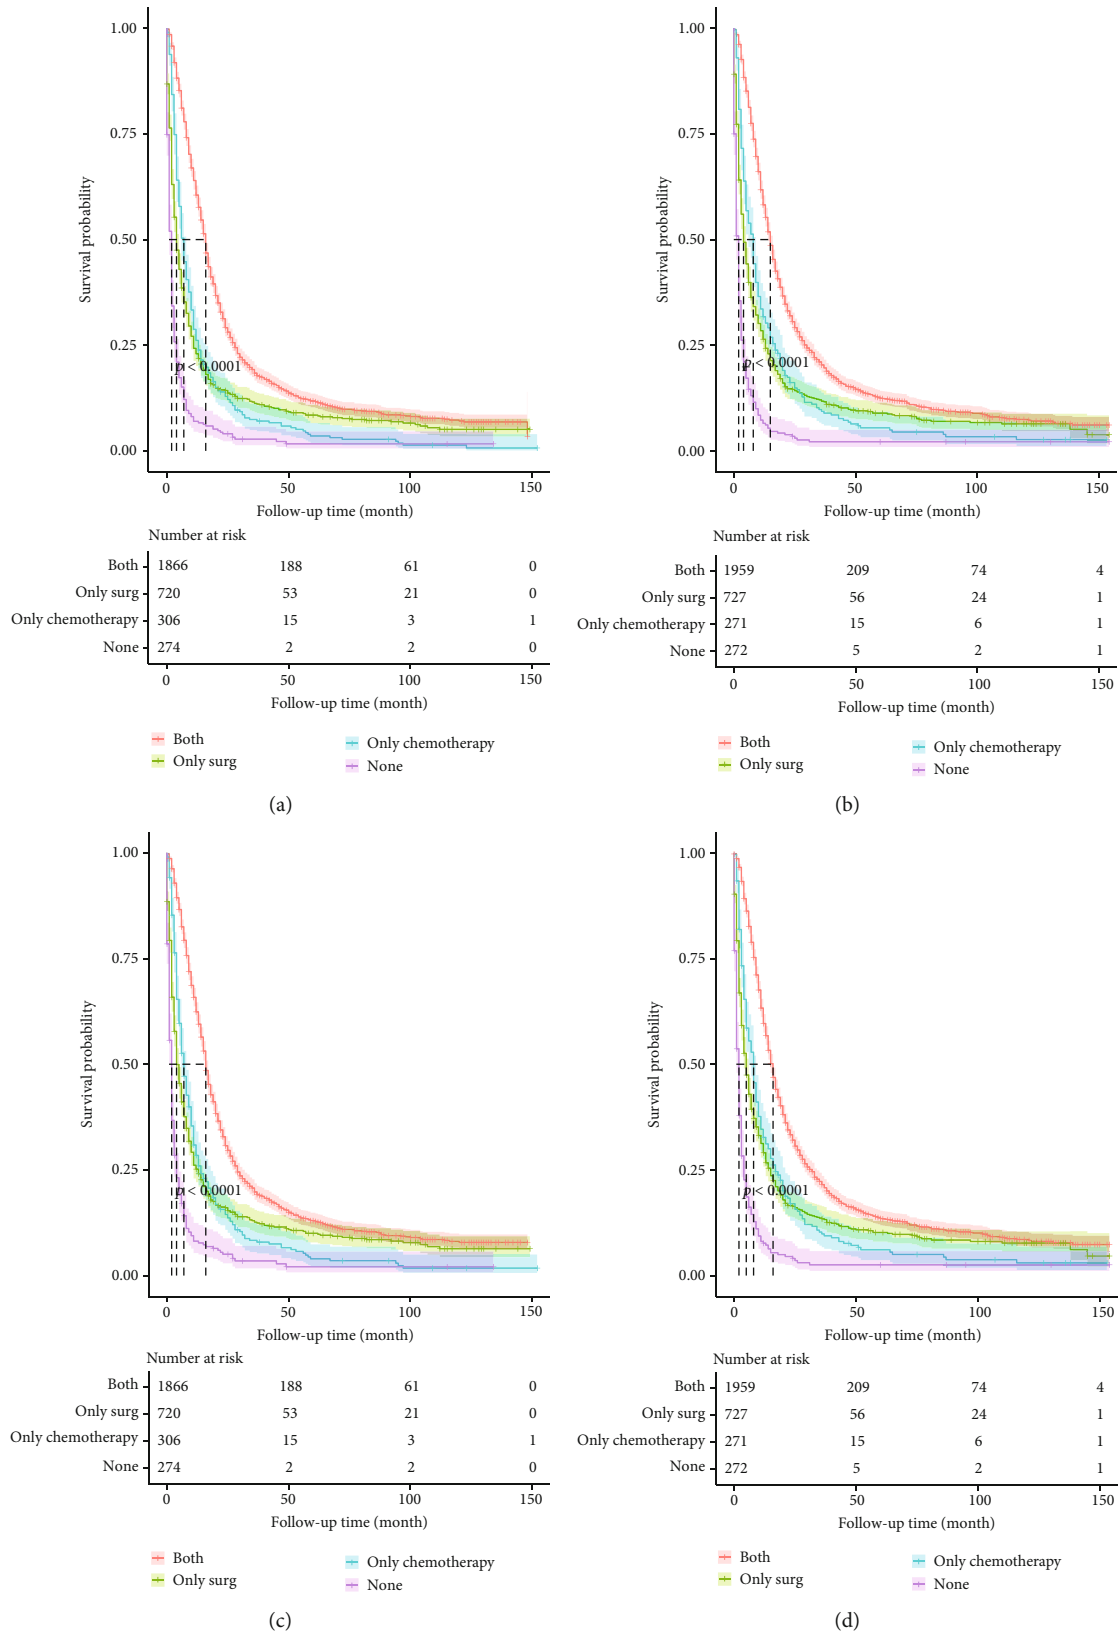 1.00
0.75
0.50
0.25
0.00
Survival probability
p < 0.0001
0 50 100 150
Follow-up time (month)
Number at risk
Both 1866 188 61 0
Only surg 720 53 21 0
Only chemotherapy 306 15 3 1
None 274 2 2 0
0 50 100 150
Follow-up time (month)
Both Only chemotherapy
Only surg None
(a)
1.00
0.75
0.50
0.25
0.00
Survival probability
p < 0.0001
0 50 100 150
Follow-up time (month)
Number at risk
Both 1959 209 74 4
Only surg 727 56 24 1
Only chemotherapy 271 15 6 1
None 272 5 2 1
0 50 100 150
Follow-up time (month)
Both Only chemotherapy
Only surg None
(b)
1.00
0.75
0.50
0.25
0.00
Survival probability
p < 0.0001
0 50 100 150
Follow-up time (month)
Number at risk
Both 1866 188 61 0
Only surg 720 53 21 0
Only chemotherapy 306 15 3 1
None 274 2 2 0
0 50 100 150
Follow-up time (month)
Both Only chemotherapy
Only surg None
(c)
1.00
0.75
0.50
0.25
0.00
Survival probability
p < 0.0001
0 50 100 150
Follow-up time (month)
Number at risk
Both 1959 209 74 4
Only surg 727 56 24 1
Only chemotherapy 271 15 6 1
None 272 5 2 1
0 50 100 150
Follow-up time (month)
Both Only chemotherapy
Only surg None
(d)